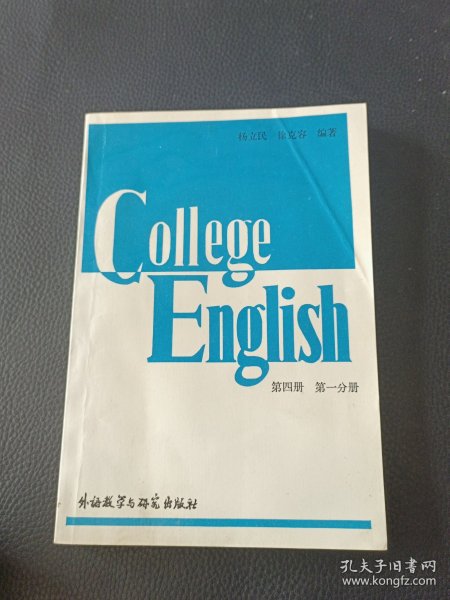 杨立民 徐克容 编著
College
English
第四册 第一分册
外语教学与研究出版社
孔夫子旧书网
www.kongfz.com